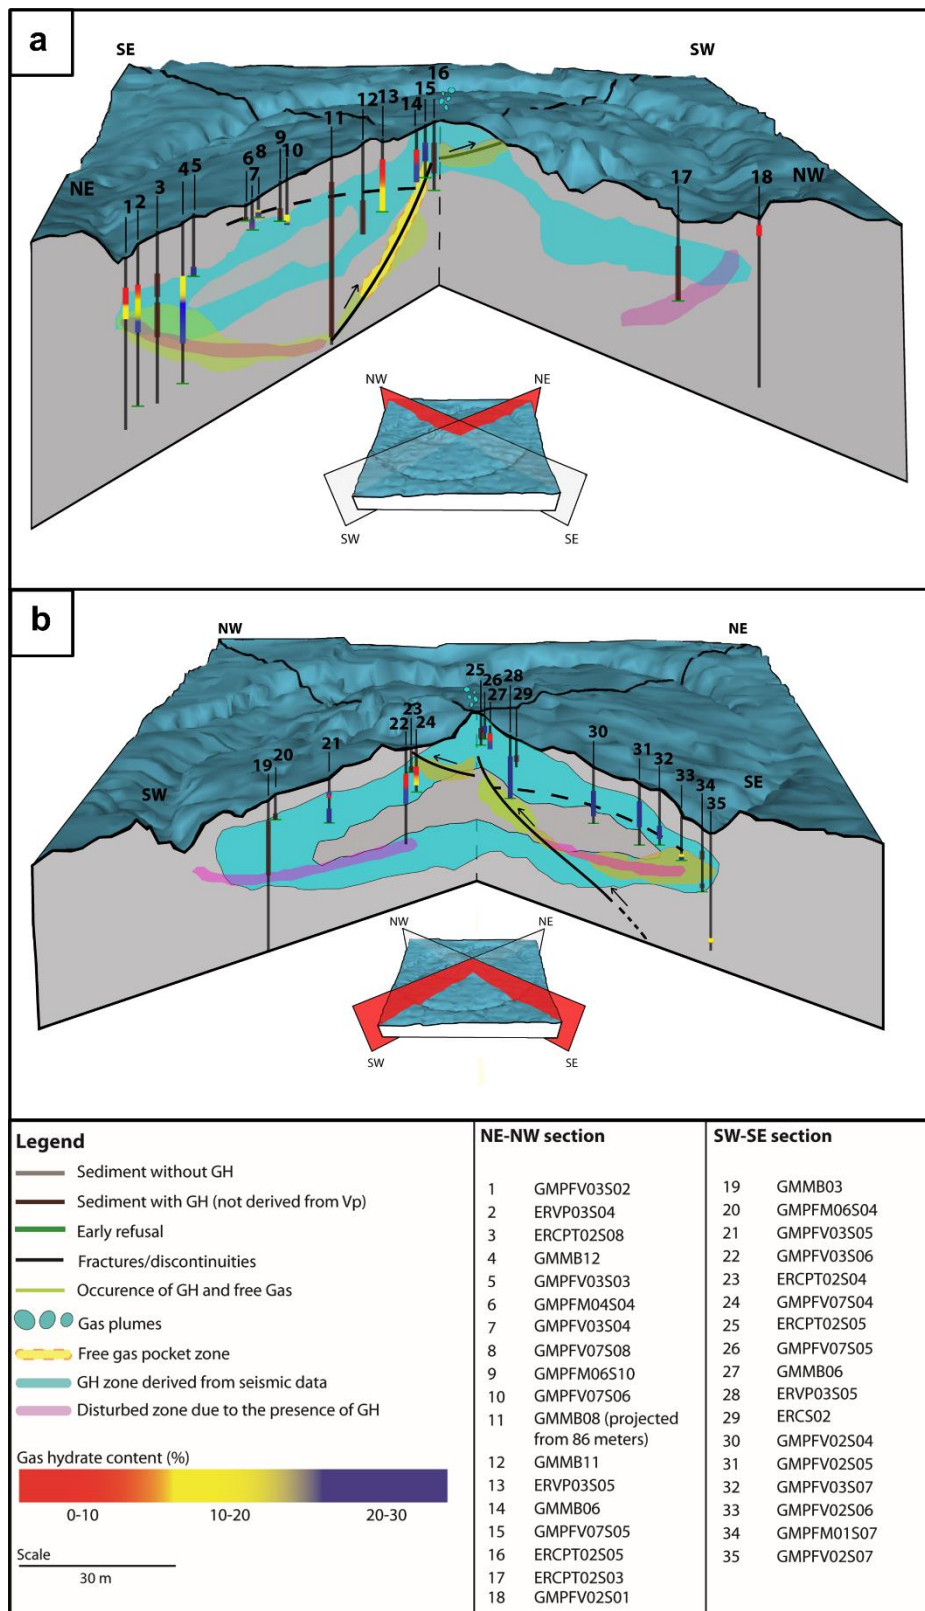 a
SE
SW
16
15
14
13
12
11
9
10
8
6
7
5
4
3
2
1
NE
17
18
NW
NW
NE
SW
SE
b
NW
NE
25
26
27
28
29
23
22
24
21
20
19
30
31
32
33
34
35
SW
SE
NW
NE
SW
SE
Legend
Sediment without GH
Sediment with GH (not derived from Vp)
Early refusal
Fractures/discontinuities
Occurence of GH and free Gas
Gas plumes
Free gas pocket zone
GH zone derived from seismic data
Disturbed zone due to the presence of GH
Gas hydrate content (%)
0-10 10-20 20-30
Scale
30 m
NE-NW section
1 GMPFV03S02
2 ERVP03S04
3 ERCPT02S08
4 GMMB12
5 GMPFV03S03
6 GMPFM04S04
7 GMPFV03S04
8 GMPFV07S08
9 GMPFM06S10
10 GMPFV07S06
11 GMMB08 (projected
from 86 meters)
12 GMMB11
13 ERVP03S05
14 GMMB06
15 GMPFV07S05
16 ERCPT02S05
17 ERCPT02S03
18 GMPFV02S01
SW-SE section
19 GMMB03
20 GMPFM06S04
21 GMPFV03S05
22 GMPFV03S06
23 ERCPT02S04
24 GMPFV07S04
25 ERCPT02S05
26 GMPFV07S05
27 GMMB06
28 ERVP03S05
29 ERCS02
30 GMPFV02S04
31 GMPFV02S05
32 GMPFV03S07
33 GMPFV02S06
34 GMPFM01S07
35 GMPFV02S07